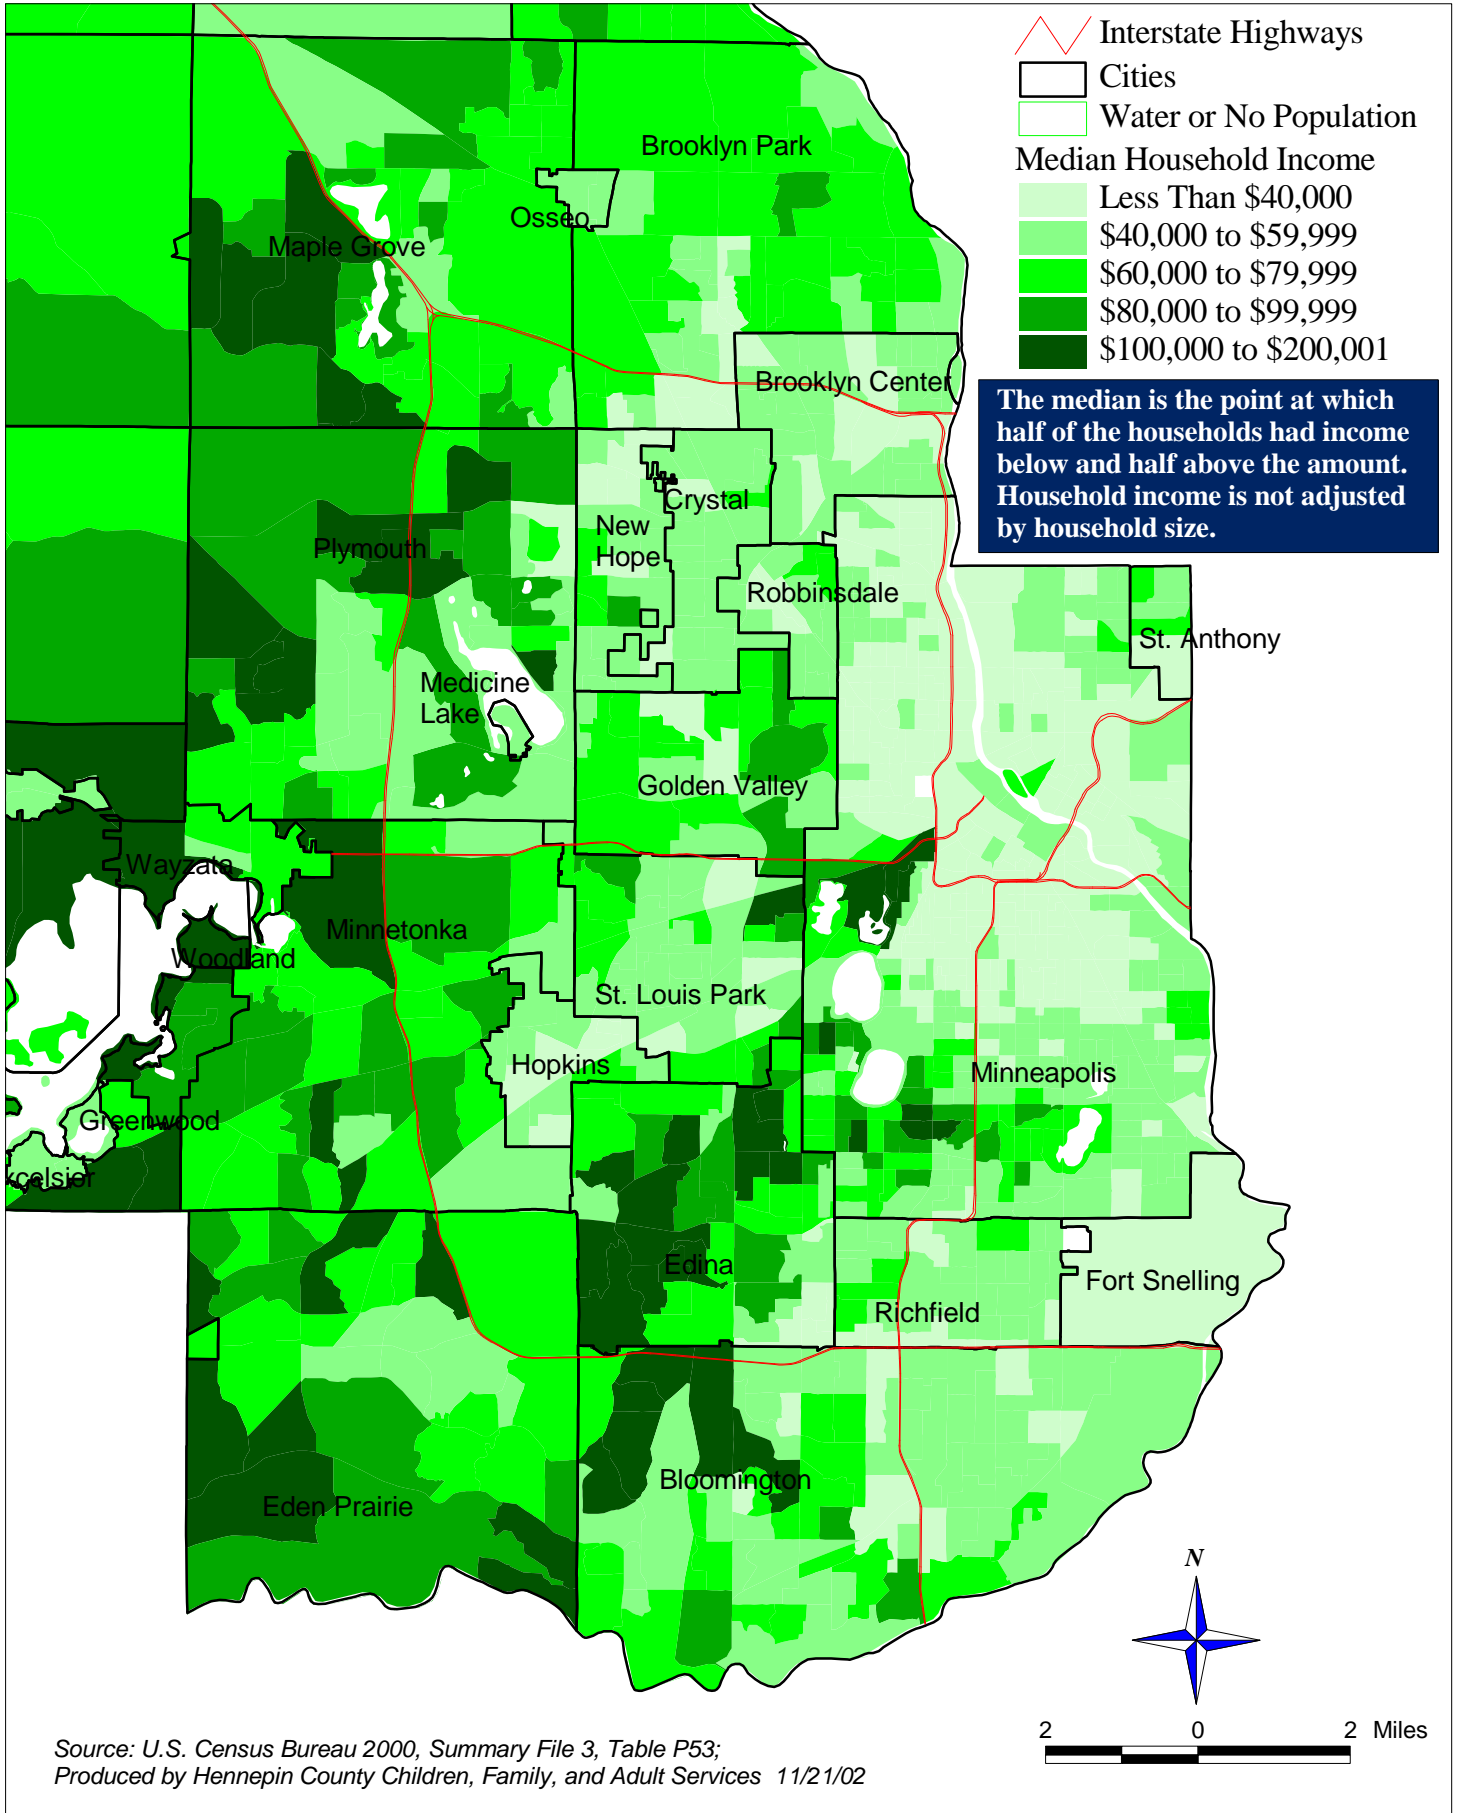 Interstate Highways
Cities
Water or No Population
Median Household Income
Less Than $40,000
$40,000 to $59,999
$60,000 to $79,999
$80,000 to $99,999
$100,000 to $200,001
The median is the point at which
half of the households had income
below and half above the amount.
Household income is not adjusted
by household size.
Brooklyn Park
Osseo
Maple Grove
Brooklyn Center
Crystal
New
Hope
Plymouth
Robbinsdale
St. Anthony
Medicine
Lake
Golden Valley
Wayzata
Minnetonka
Woodland
St. Louis Park
Hopkins
Minneapolis
Greenwood
xcelsior
Edina
Fort Snelling
Richfield
Bloomington
Eden Prairie
N
2 0 2 Miles
Source: U.S. Census Bureau 2000, Summary File 3, Table P53;
Produced by Hennepin County Children, Family, and Adult Services 11/21/02